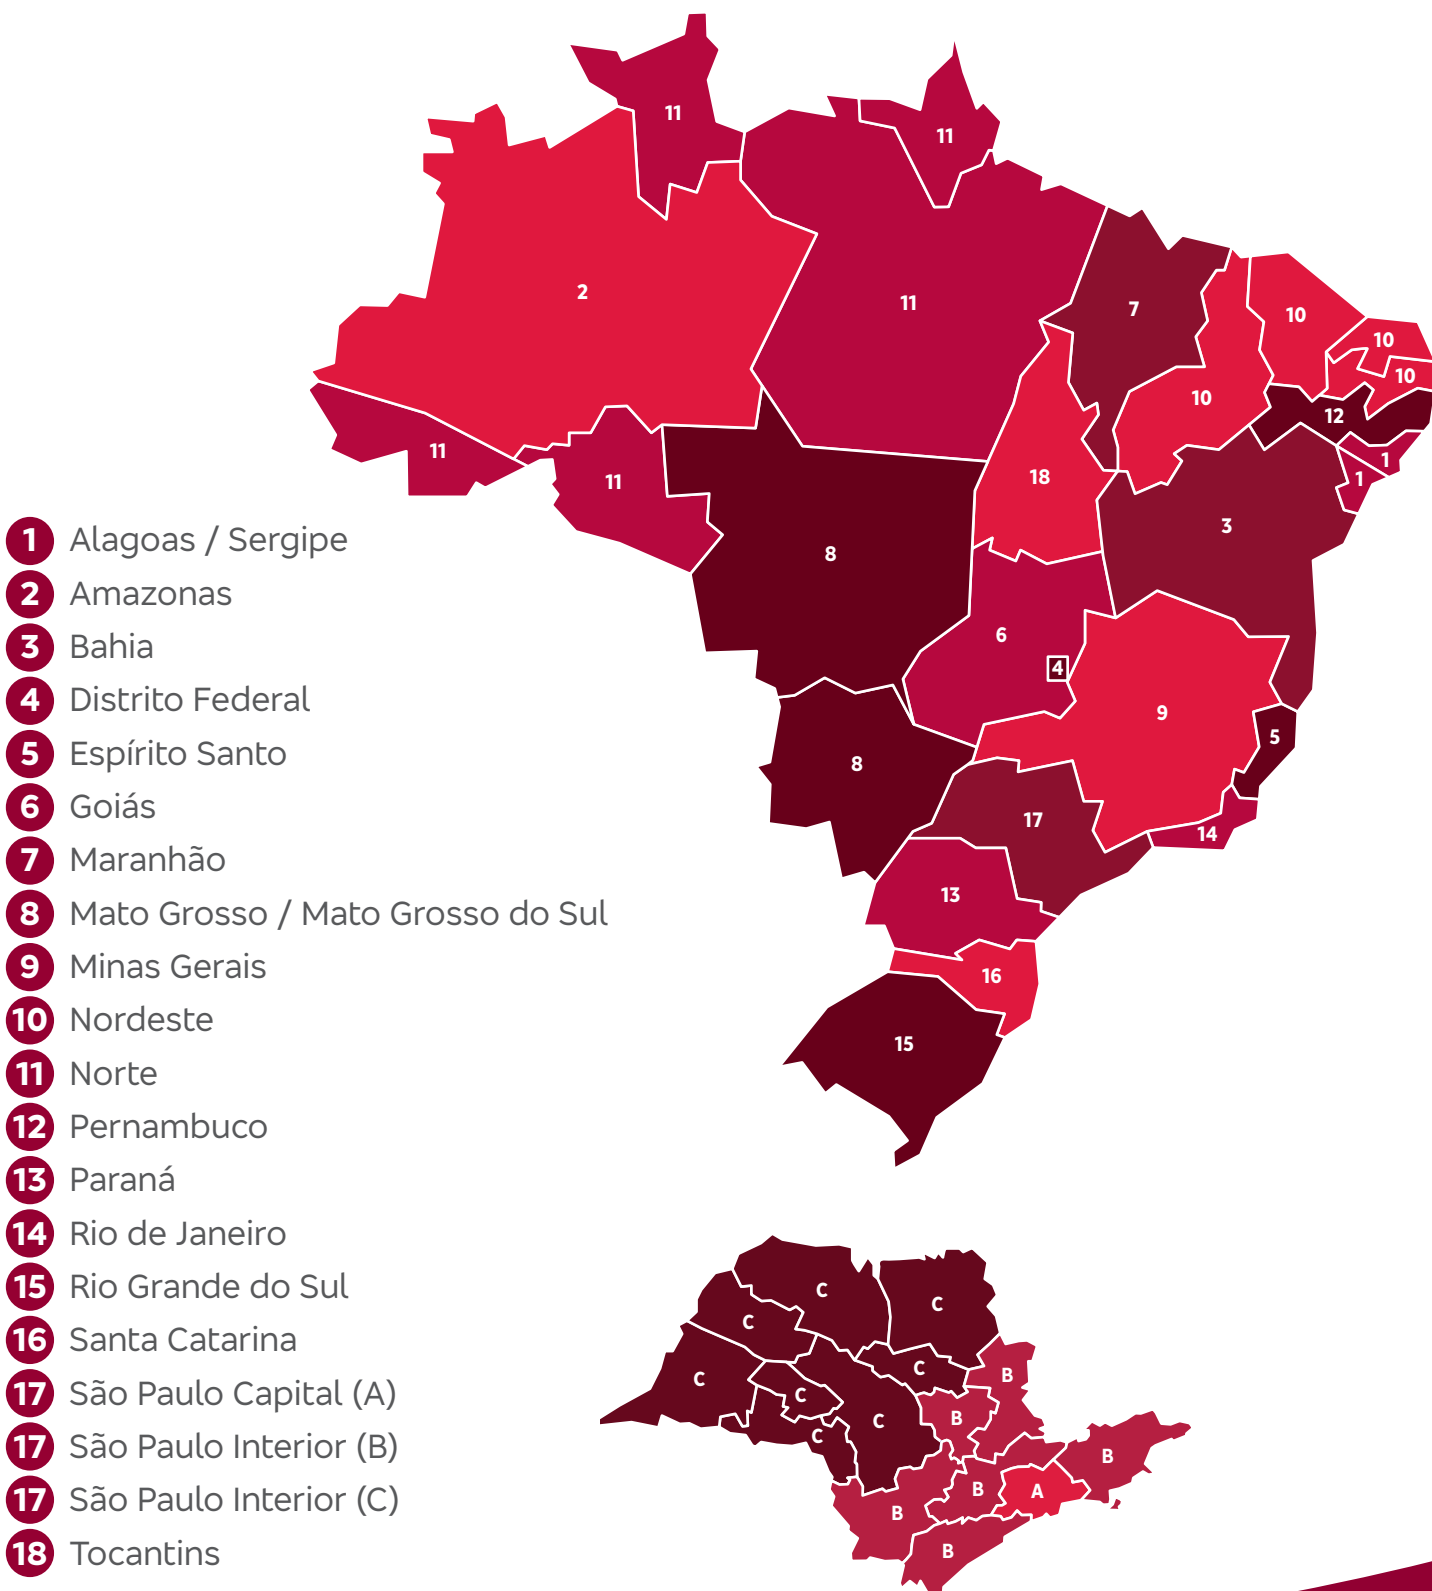 11
11
2
11
7
10
10
10
10
12
11
11
18
1
1
3
8
6
4
9
5
8
17
14
13
16
15
1 Alagoas / Sergipe
2 Amazonas
3 Bahia
4 Distrito Federal
5 Espírito Santo
6 Goiás
7 Maranhão
8 Mato Grosso / Mato Grosso do Sul
9 Minas Gerais
10 Nordeste
11 Norte
12 Pernambuco
13 Paraná
14 Rio de Janeiro
15 Rio Grande do Sul
16 Santa Catarina
17 São Paulo Capital (A)
17 São Paulo Interior (B)
17 São Paulo Interior (C)
18 Tocantins
C
C
C
C
C
B
C
C
B
C
B
B
A
B
B